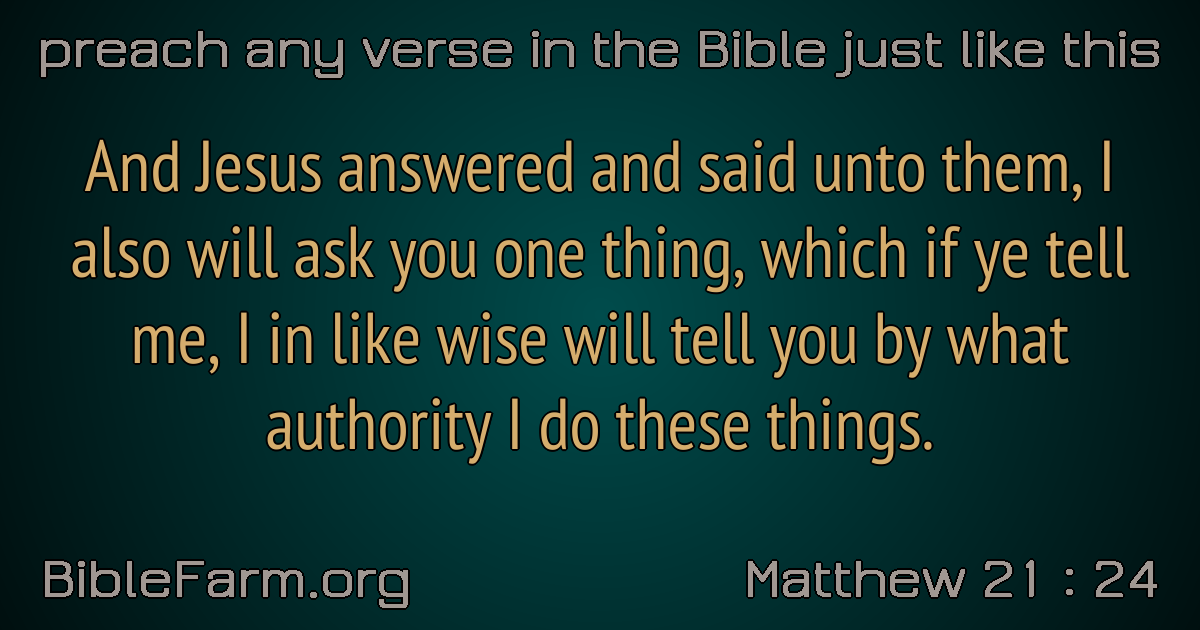 preach any verse in the Bible just like this
And Jesus answered and said unto them, I
also will ask you one thing, which if ye tell
me, I in like wise will tell you by what
authority I do these things.
BibleFarm.org
Matthew 21 : 24